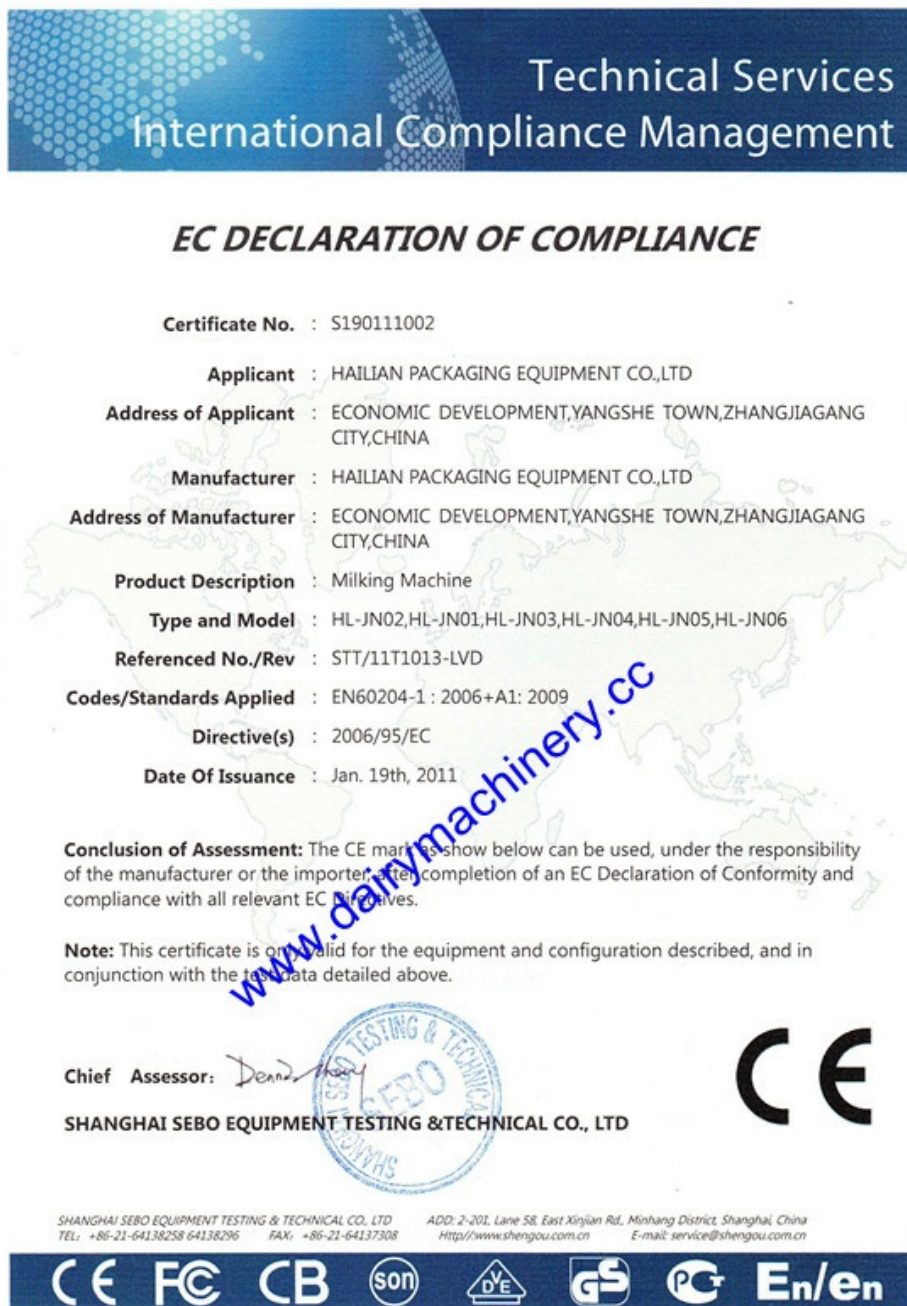 Technical Services
International Compliance Management
EC DECLARATION OF COMPLIANCE
Certificate No. : S190111002
Applicant : HAILIAN PACKAGING EQUIPMENT CO.,LTD
Address of Applicant : ECONOMIC DEVELOPMENT,YANGSHE TOWN,ZHANGJIAGANG
CITY,CHINA
Manufacturer : HAILIAN PACKAGING EQUIPMENT CO.,LTD
Address of Manufacturer : ECONOMIC DEVELOPMENT,YANGSHE TOWN,ZHANGJIAGANG
CITY,CHINA
Product Description : Milking Machine
Type and Model : HL-JN02,HL-JN01,HL-JN03,HL-JN04,HL-JN05,HL-JN06
Referenced No./Rev : STT/11T1013-LVD
Codes/Standards Applied : EN60204-1 : 2006+A1: 2009
Directive(s) : 2006/95/EC
Date Of Issuance : Jan. 19th, 2011
www.dairymachinery.cc
Conclusion of Assessment: The CE mark as show below can be used, under the responsibility
of the manufacturer or the importer, after completion of an EC Declaration of Conformity and
compliance with all relevant EC Directives.
Note: This certificate is only valid for the equipment and configuration described, and in
conjunction with the test data detailed above.
Chief Assessor:
SHANGHAI SEBO TESTING & TECHNICAL
SEBO
CE
SHANGHAI SEBO EQUIPMENT TESTING &TECHNICAL CO., LTD
SHANGHAI SEBO EQUIPMENT TESTING & TECHNICAL CO., LTD ADD: 2-201, Lane 58, East Xinjian Rd., Minhang District, Shanghai, China
TEL: +86-21-64138258 64138296 FAX: +86-21-64137308 Http//:www.shengou.com.cn E-mail: service@shengou.com.cn
CE FC CB son DVE GS PCT En/en